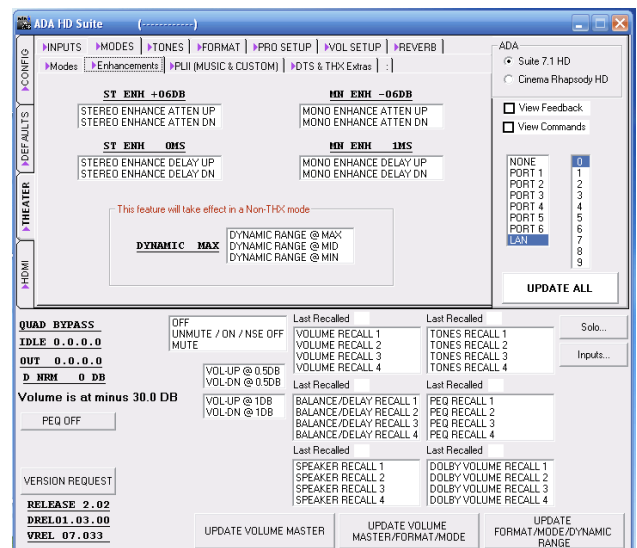 ADA HD Suite (------------)
INPUTS MODES TONES FORMAT PRO SETUP VOL SETUP REVERB
Modes Enhancements PLII (MUSIC & CUSTOM) DTS & THX Extras :
CONFIG
DEFAULTS
THEATER
HDMI
ST ENH +06DB
STEREO ENHANCE ATTEN UP
STEREO ENHANCE ATTEN DN
MN ENH -06DB
MONO ENHANCE ATTEN UP
MONO ENHANCE ATTEN DN
ST ENH 0MS
STEREO ENHANCE DELAY UP
STEREO ENHANCE DELAY DN
MN ENH 1MS
MONO ENHANCE DELAY UP
MONO ENHANCE DELAY DN
This feature will take effect in a Non-THX mode
DYNAMIC MAX
DYNAMIC RANGE @ MAX
DYNAMIC RANGE @ MID
DYNAMIC RANGE @ MIN
ADA
Suite 7.1 HD
Cinema Rhapsody HD
View Feedback
View Commands
NONE
PORT 1
PORT 2
PORT 3
PORT 4
PORT 5
PORT 6
LAN
0
1
2
3
4
5
6
7
8
9
UPDATE ALL
QUAD BYPASS
IDLE 0.0.0.0
OUT 0.0.0.0
D NRM 0 DB
Volume is at minus 30.0 DB
PEQ OFF
VERSION REQUEST
RELEASE 2.02
DREL01.03.00
VREL 07.033
OFF
UNMUTE / ON / NSE OFF
MUTE
VOL-UP @ 0.5DB
VOL-DN @ 0.5DB
VOL-UP @ 1DB
VOL-DN @ 1DB
Last Recalled
VOLUME RECALL 1
VOLUME RECALL 2
VOLUME RECALL 3
VOLUME RECALL 4
Last Recalled
TONES RECALL 1
TONES RECALL 2
TONES RECALL 3
TONES RECALL 4
Last Recalled
BALANCE/DELAY RECALL 1
BALANCE/DELAY RECALL 2
BALANCE/DELAY RECALL 3
BALANCE/DELAY RECALL 4
Last Recalled
PEQ RECALL 1
PEQ RECALL 2
PEQ RECALL 3
PEQ RECALL 4
Last Recalled
SPEAKER RECALL 1
SPEAKER RECALL 2
SPEAKER RECALL 3
SPEAKER RECALL 4
Last Recalled
DOLBY VOLUME RECALL 1
DOLBY VOLUME RECALL 2
DOLBY VOLUME RECALL 3
DOLBY VOLUME RECALL 4
Solo...
Inputs...
UPDATE VOLUME MASTER
UPDATE VOLUME
MASTER/FORMAT/MODE
UPDATE
FORMAT/MODE/DYNAMIC
RANGE